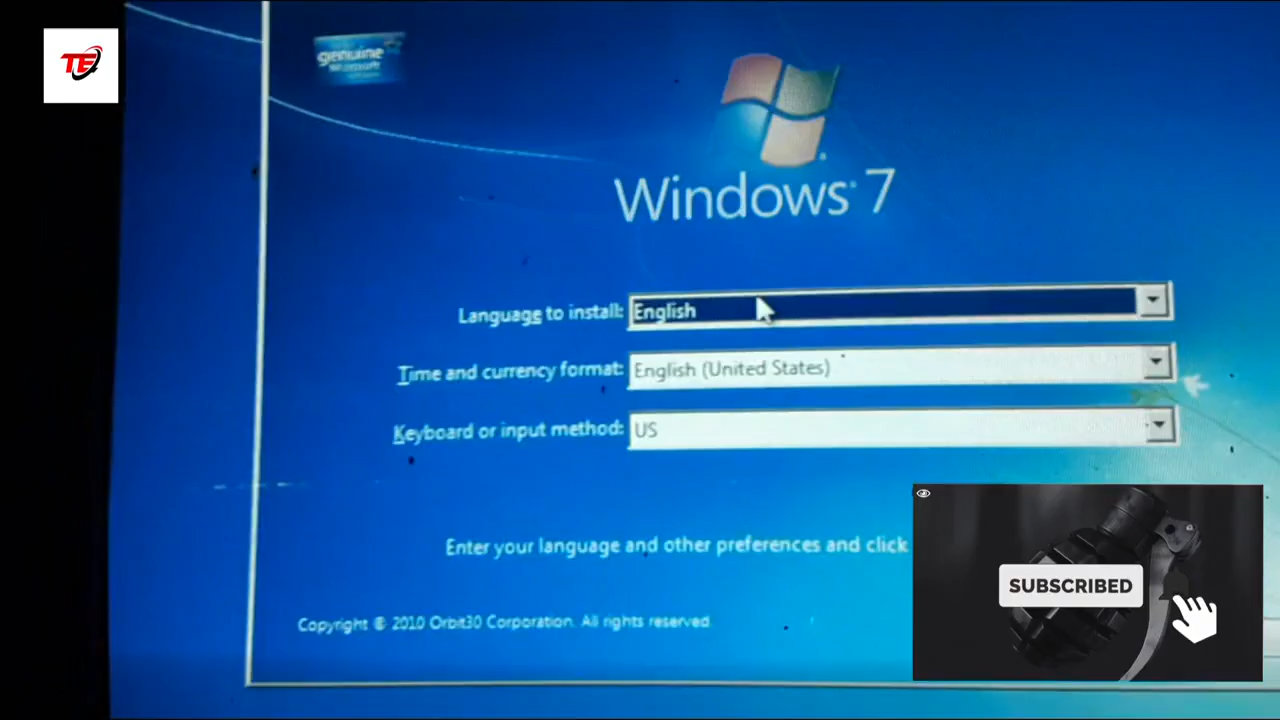 TE
genuine
Microsoft
Windows 7
Language to install: English
Time and currency format: English (United States)
Keyboard or input method: US
Enter your language and other preferences and click
SUBSCRIBED
Copyright © 2010 Orbit30 Corporation. All rights reserved.